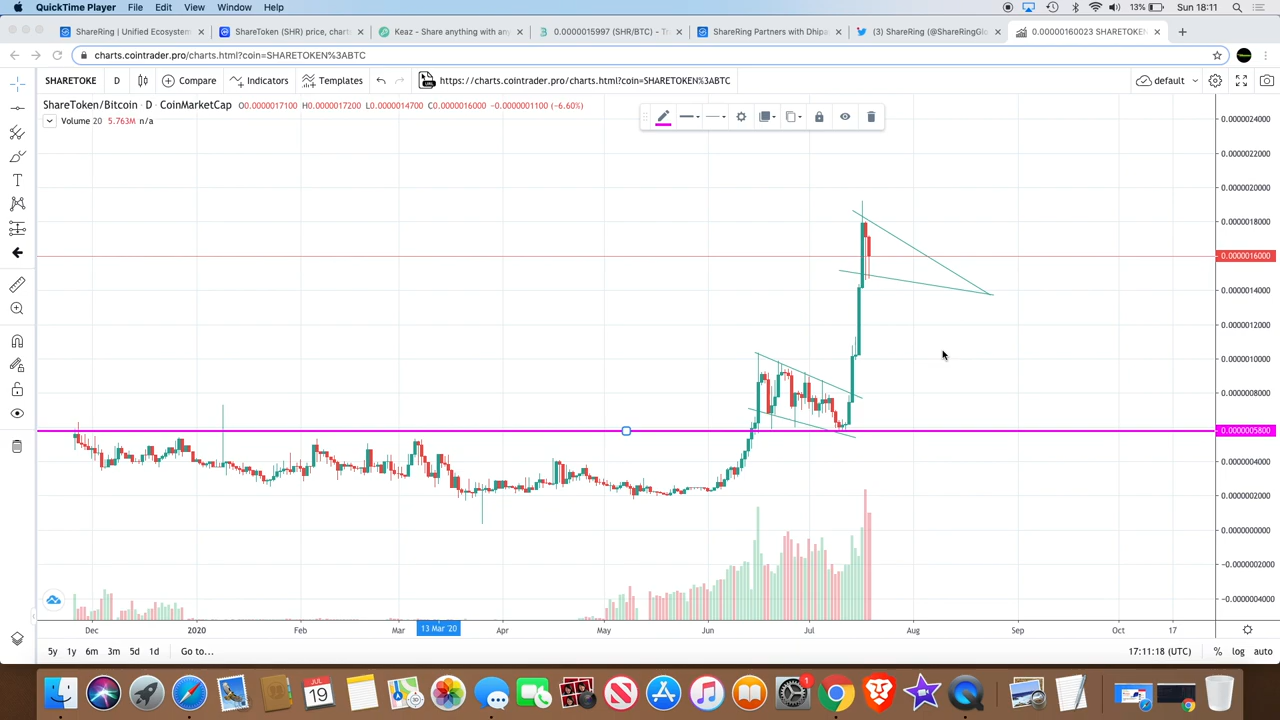 QuickTime Player File Edit View Window Help 13% Sun 18:11
ShareRing | Unified Ecosystem ShareToken (SHR) price, chart Keaz - Share anything with any 0.0000015997 (SHR/BTC) - Th ShareRing Partners with Dhipa (3) ShareRing (@ShareRingGlo 0.00000160023 SHARETOKEN
charts.cointrader.pro/charts.html?coin=SHARETOKEN%3ABTC
SHARETOKE D Compare Indicators Templates https://charts.cointrader.pro/charts.html?coin=SHARETOKEN%3ABTC default
ShareToken/Bitcoin · D · CoinMarketCap O0.0000017100 H0.0000017200 L0.0000014700 C0.0000016000 -0.0000001100 (-6.60%)
Volume 20 5.763M n/a
0.0000024000
0.0000022000
0.0000020000
0.0000018000
0.0000016000
0.0000014000
0.0000012000
0.0000010000
0.0000008000
0.0000005800
0.0000004000
0.0000002000
0.0000000000
-0.0000002000
-0.0000004000
Dec 2020 Feb Mar 13 Mar '20 Apr May Jun Jul Aug Sep Oct 17
5y 1y 6m 3m 5d 1d Go to... 17:11:18 (UTC) % log auto
JUL
19
1